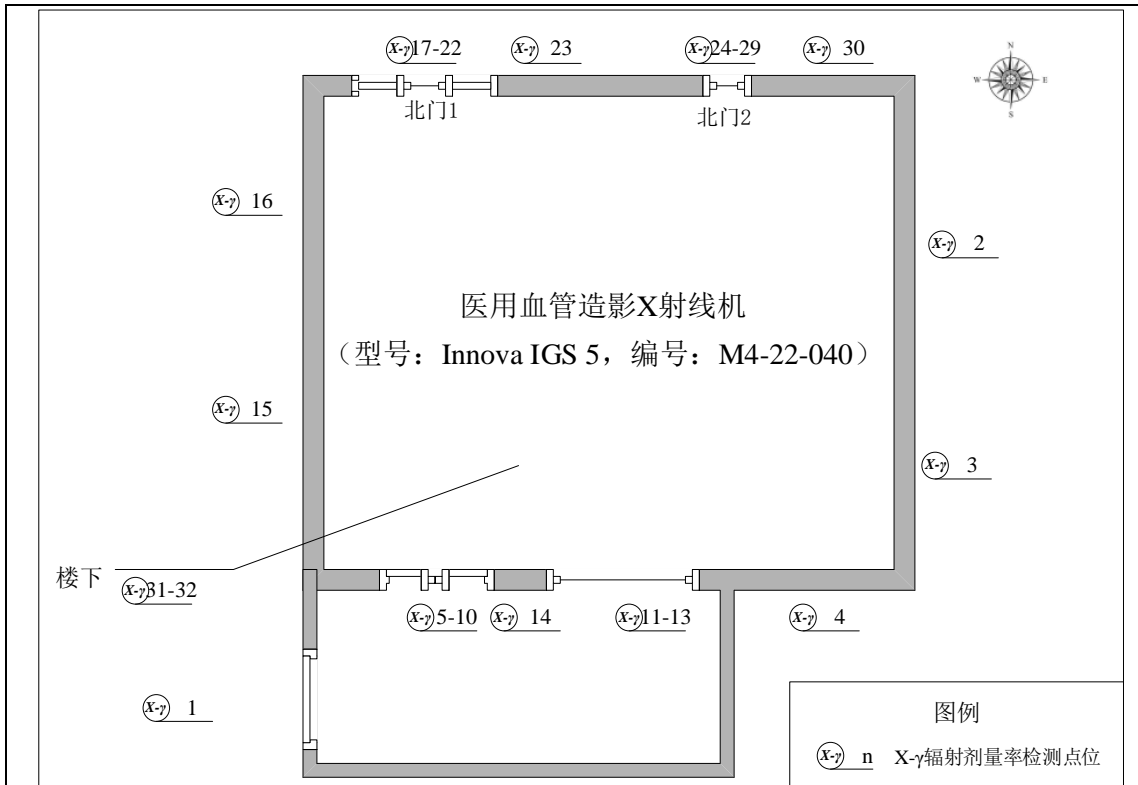 X-γ 17-22
X-γ 23
X-γ 24-29
X-γ 30
N
W
E
S
北门1
北门2
X-γ 16
X-γ 2
医用血管造影X射线机
(型号:Innova IGS 5,编号:M4-22-040)
X-γ 15
X-γ 3
楼下
X-γ 31-32
X-γ 5-10
X-γ 14
X-γ 11-13
X-γ 4
X-γ 1
图例
X-γ n X-γ辐射剂量率检测点位